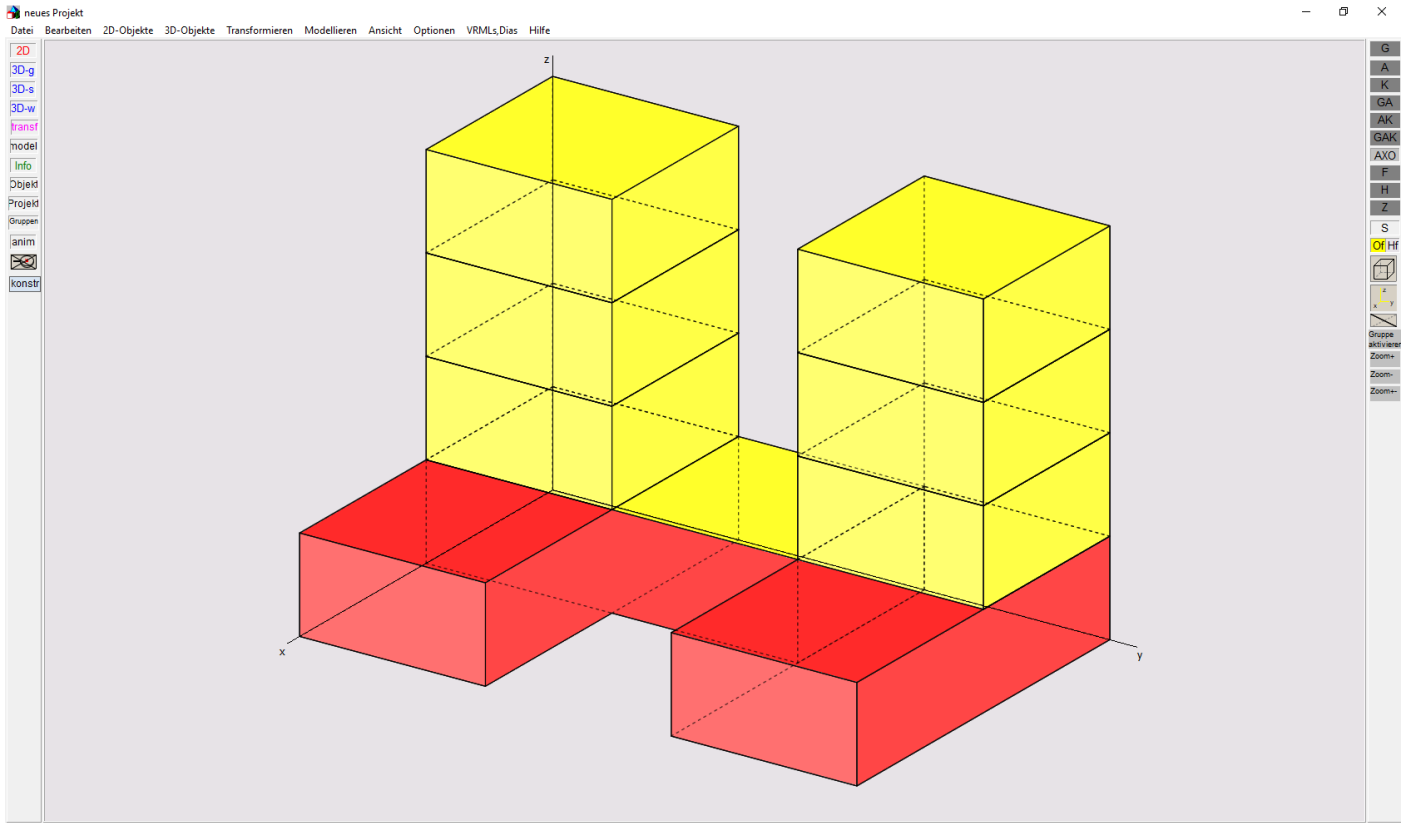 neues Projekt
Datei Bearbeiten 2D-Objekte 3D-Objekte Transformieren Modellieren Ansicht Optionen VRMLs,Dias Hilfe
2D
3D-g
3D-s
3D-w
transf
model
Info
Objekt
Projekt
Gruppen
anim
konstr
z
x
y
G
A
K
GA
AK
GAK
AXO
F
H
Z
S
Of Hf
z
x y
Gruppe
aktivieren
Zoom+
Zoom-
Zoom+-